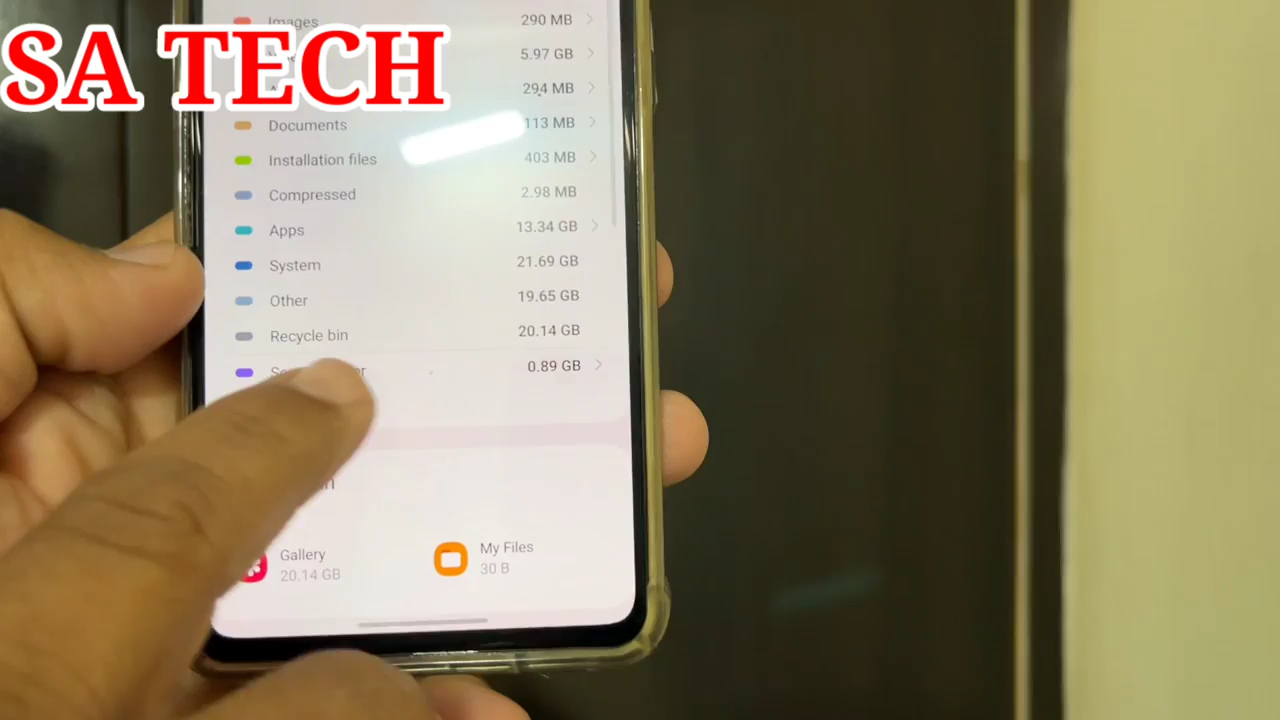 SA TECH
Images 290 MB
5.97 GB
294 MB
Documents 113 MB
Installation files 403 MB
Compressed 2.98 MB
Apps 13.34 GB
System 21.69 GB
Other 19.65 GB
Recycle bin 20.14 GB
0.89 GB
Gallery
20.14 GB
My Files
30 B